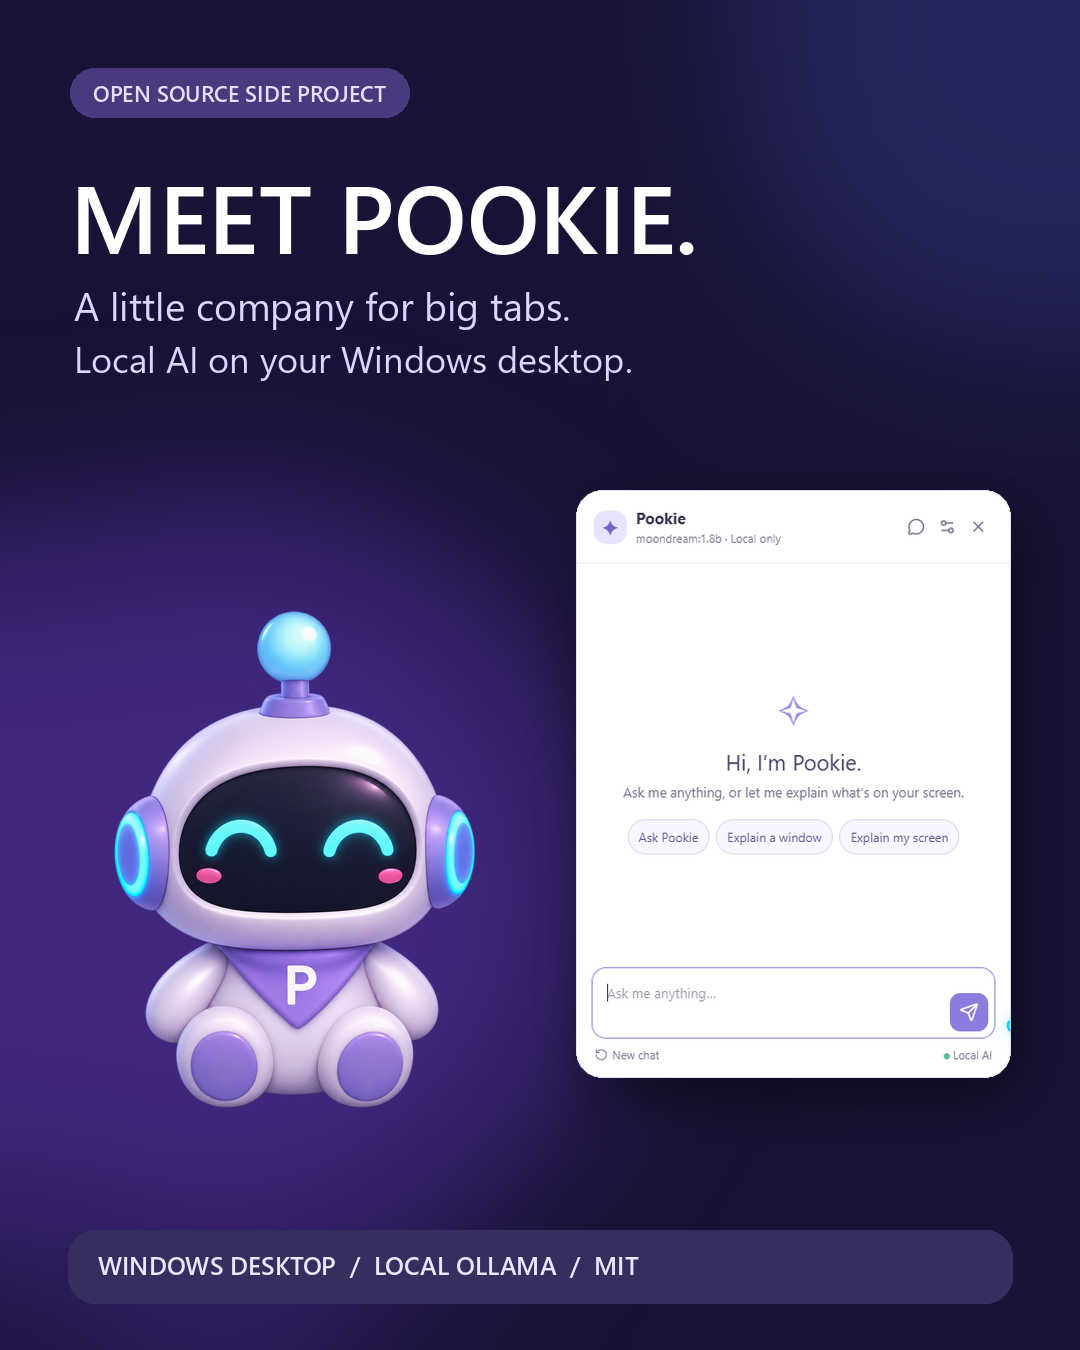 OPEN SOURCE SIDE PROJECT
MEET POOKIE.
A little company for big tabs.
Local AI on your Windows desktop.
Pookie
moondream:1.8b · Local only
Hi, I’m Pookie.
Ask me anything, or let me explain what’s on your screen.
Ask Pookie Explain a window Explain my screen
P
Ask me anything...
New chat Local AI
WINDOWS DESKTOP / LOCAL OLLAMA / MIT